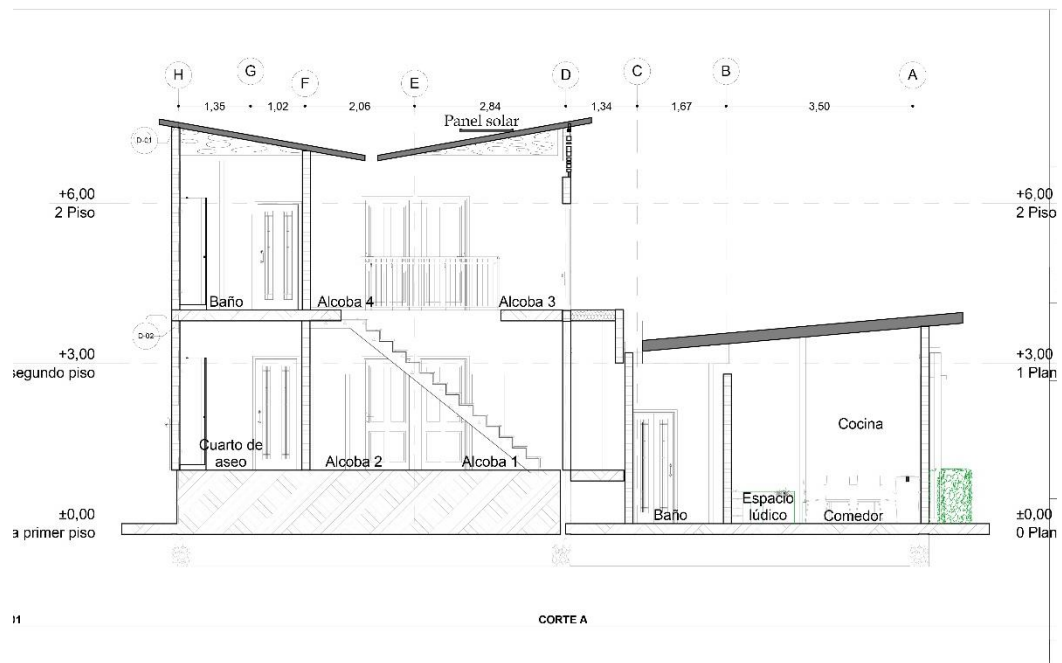 H G F E D C B A
1,35 1,02 2,06 2,84 1,34 1,67 3,50
Panel solar
D-01
+6,00
2 Piso
+6,00
2 Piso
Baño
Alcoba 4
Alcoba 3
D-02
+3,00
segundo piso
+3,00
1 Plan
Cocina
Cuarto de
aseo
Alcoba 2
Alcoba 1
Espacio
lúdico
Baño
Comedor
±0,00
a primer piso
±0,00
0 Plan
01
CORTE A